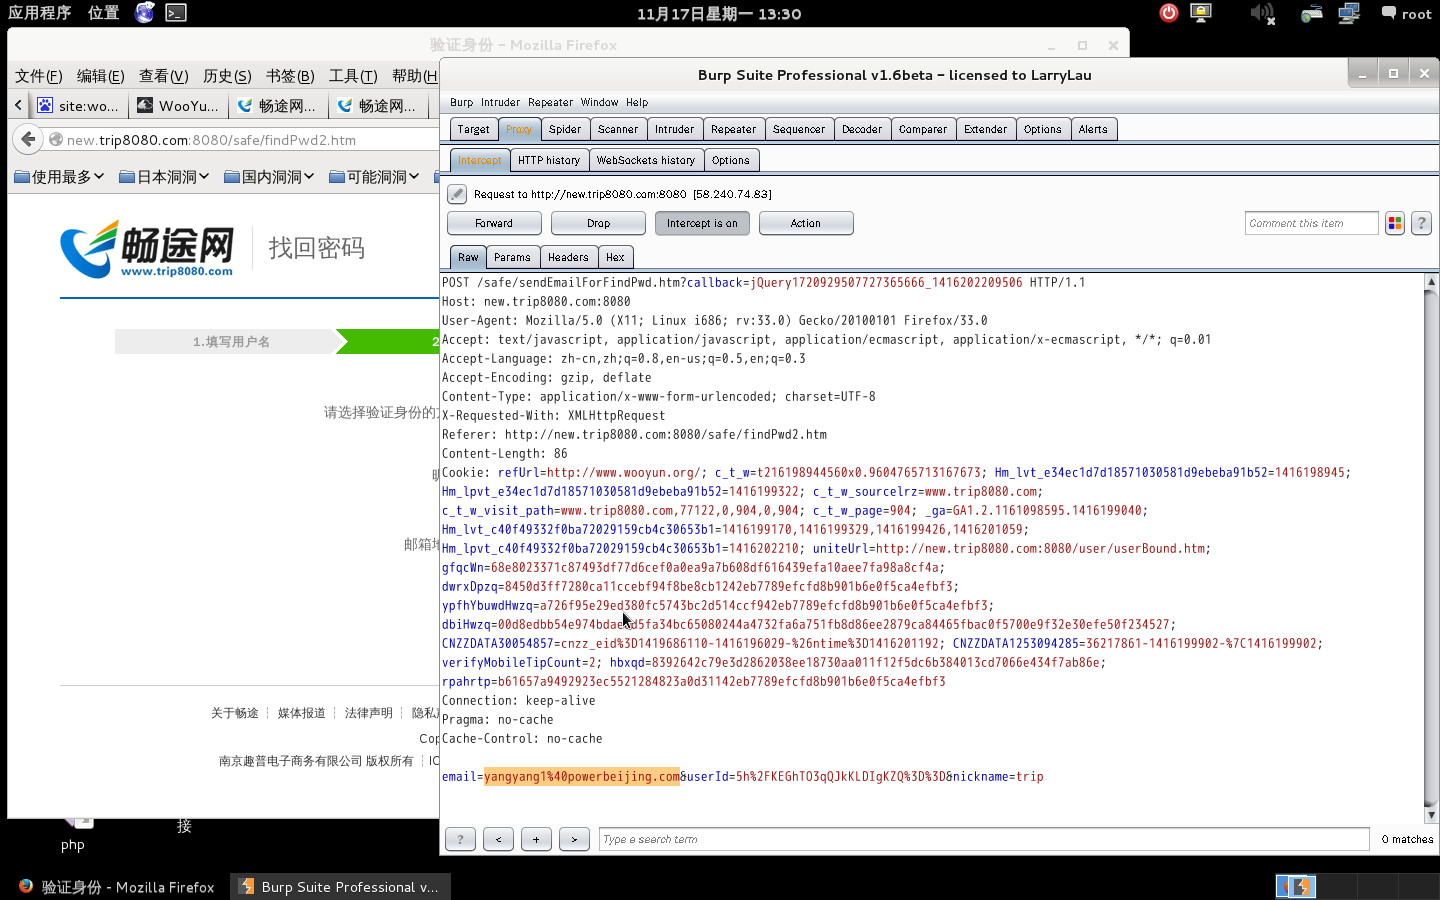 应用程序 位置 11月17日星期一 13:30 root
验证身份 - Mozilla Firefox
文件(F) 编辑(E) 查看(V) 历史(S) 书签(B) 工具(T) 帮助(H
site:wo... WooYu... 畅途网... 畅途网...
new.trip8080.com:8080/safe/findPwd2.htm
使用最多 日本洞洞 国内洞洞 可能洞洞
畅途网 找回密码
www.trip8080.com
1.填写用户名 2
请选择验证身份的
邮箱地
关于畅途 媒体报道 法律声明 隐私
Cop
南京趣普电子商务有限公司 版权所有 IC
Burp Suite Professional v1.6beta - licensed to LarryLau
Burp Intruder Repeater Window Help
Target Proxy Spider Scanner Intruder Repeater Sequencer Decoder Comparer Extender Options Alerts
Intercept HTTP history WebSockets history Options
Request to http://new.trip8080.com:8080 [58.240.74.83]
Forward Drop Intercept is on Action Comment this item ?
Raw Params Headers Hex
POST /safe/sendEmailForFindPwd.htm?callback=jQuery1720929507727365666_1416202209506 HTTP/1.1
Host: new.trip8080.com:8080
User-Agent: Mozilla/5.0 (X11; Linux i686; rv:33.0) Gecko/20100101 Firefox/33.0
Accept: text/javascript, application/javascript, application/ecmascript, application/x-ecmascript, */*; q=0.01
Accept-Language: zh-cn,zh;q=0.8,en-us;q=0.5,en;q=0.3
Accept-Encoding: gzip, deflate
Content-Type: application/x-www-form-urlencoded; charset=UTF-8
X-Requested-With: XMLHttpRequest
Referer: http://new.trip8080.com:8080/safe/findPwd2.htm
Content-Length: 86
Cookie: refUrl=http://www.wooyun.org/; c_t_w=t216198944560x0.9604765713167673; Hm_lvt_e34ec1d7d18571030581d9ebeba91b52=1416198945;
Hm_lpvt_e34ec1d7d18571030581d9ebeba91b52=1416199322; c_t_w_sourcelrz=www.trip8080.com;
c_t_w_visit_path=www.trip8080.com,77122,0,904,0,904; c_t_w_page=904; _ga=GA1.2.1161098595.1416199040;
Hm_lvt_c40f49332f0ba72029159cb4c30653b1=1416199170,1416199329,1416199426,1416201059;
Hm_lpvt_c40f49332f0ba72029159cb4c30653b1=1416202210; uniteUrl=http://new.trip8080.com:8080/user/userBound.htm;
gfqcWn=68e8023371c87493df77d6cef0a0ea9a7b608df616439efa10aee7fa98a8cf4a;
dwrxDpzq=8450d3ff7280ca11ccebf94f8be8cb1242eb7789efcfd8b901b6e0f5ca4efbf3;
ypfhYbuwdHwzq=a726f95e29ed380fc5743bc2d514ccf942eb7789efcfd8b901b6e0f5ca4efbf3;
CNZZDATA30054857=cnzz_eid%3D1419686110-1416196029-%26ntime%3D1416201192; CNZZDATA1253094285=36217861-1416199902-%7C1416199902;
verifyMobileTipCount=2; hbxqd=8392642c79e3d2862038ee18730aa011f12f5dc6b384013cd7066e434f7ab86e;
rpahrtp=b61657a9492923ec5521284823a0d31142eb7789efcfd8b901b6e0f5ca4efbf3
Connection: keep-alive
Pragma: no-cache
Cache-Control: no-cache
email=yangyang1%40powerbeijing.com&userId=5h%2FKEGhTO3qQJkKLDIgKZQ%3D%3D&nickname=trip
? < + > Type a search term 0 matches
接
php
验证身份 - Mozilla Firefox Burp Suite Professional v...